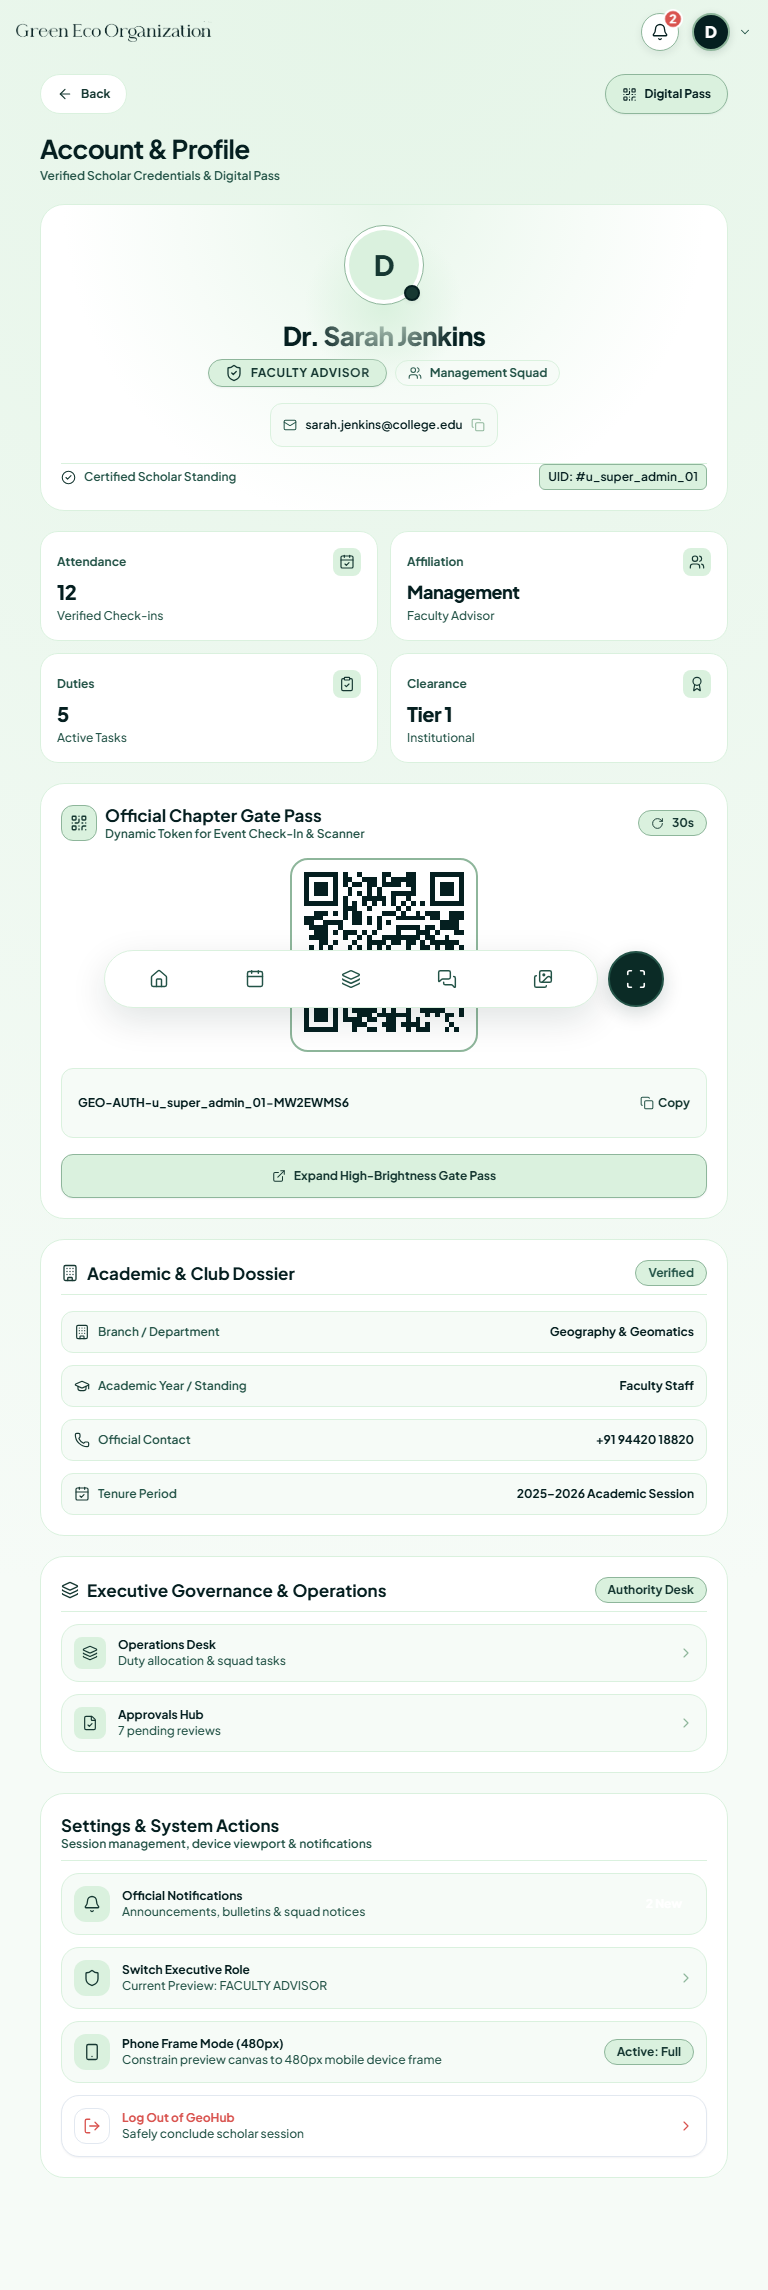 Green Eco Organization
2
D
Back
Digital Pass
Account & Profile
Verified Scholar Credentials & Digital Pass
D
Dr. Sarah Jenkins
FACULTY ADVISOR
Management Squad
sarah.jenkins@college.edu
Certified Scholar Standing
UID: #u_super_admin_01
Attendance
12
Verified Check-ins
Affiliation
Management
Faculty Advisor
Duties
5
Active Tasks
Clearance
Tier 1
Institutional
Official Chapter Gate Pass
Dynamic Token for Event Check-In & Scanner
30s
GEO-AUTH-u_super_admin_01-MW2EWMS6
Copy
Expand High-Brightness Gate Pass
Academic & Club Dossier
Verified
Branch / Department
Geography & Geomatics
Academic Year / Standing
Faculty Staff
Official Contact
+91 94420 18820
Tenure Period
2025–2026 Academic Session
Executive Governance & Operations
Authority Desk
Operations Desk
Duty allocation & squad tasks
Approvals Hub
7 pending reviews
Settings & System Actions
Session management, device viewport & notifications
Official Notifications
Announcements, bulletins & squad notices
2 New
Switch Executive Role
Current Preview: FACULTY ADVISOR
Phone Frame Mode (480px)
Constrain preview canvas to 480px mobile device frame
Active: Full
Log Out of GeoHub
Safely conclude scholar session